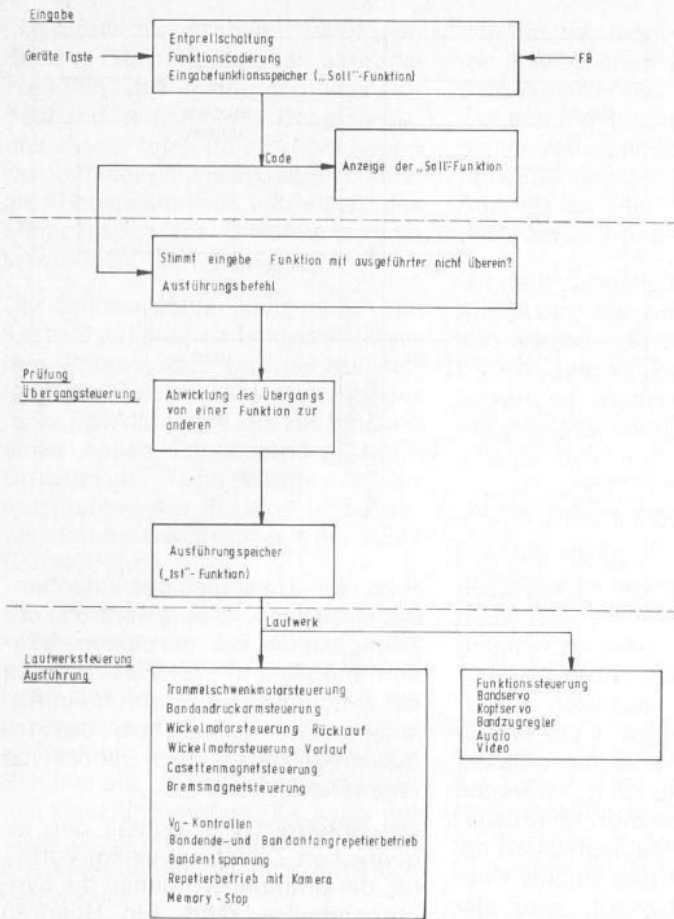 Eingabe
Entprellschaltung
Geräte Taste
Funktionscodierung
FB
Eingabefunktionsspeicher („Soll"-Funktion)
Code
Anzeige der „Soll"-Funktion
Stimmt eingebe Funktion mit ausgeführter nicht überein?
Ausführungsbefehl
Prüfung
Übergangsteuerung
Abwicklung des Übergangs
von einer Funktion zur
anderen
Ausführungspeicher
(„Ist"-Funktion)
Laufwerk
Laufwerksteuerung
Ausführung
Trommelschwenkmotorsteuerung
Bandandruckarmsteuerung
Wickelmotorsteuerung Rücklauf
Wickelmotorsteuerung Vorlauf
Casettenmagnetsteuerung
Bremsmagnetsteuerung
V0-Kontrollen
Bandende-und Bandanfangrepetierbetrieb
Bandentspannung
Repetierbetrieb mit Kamera
Memory-Stop
Funktionssteuerung
Bandservo
Kopfservo
Bandzugregler
Audio
Video